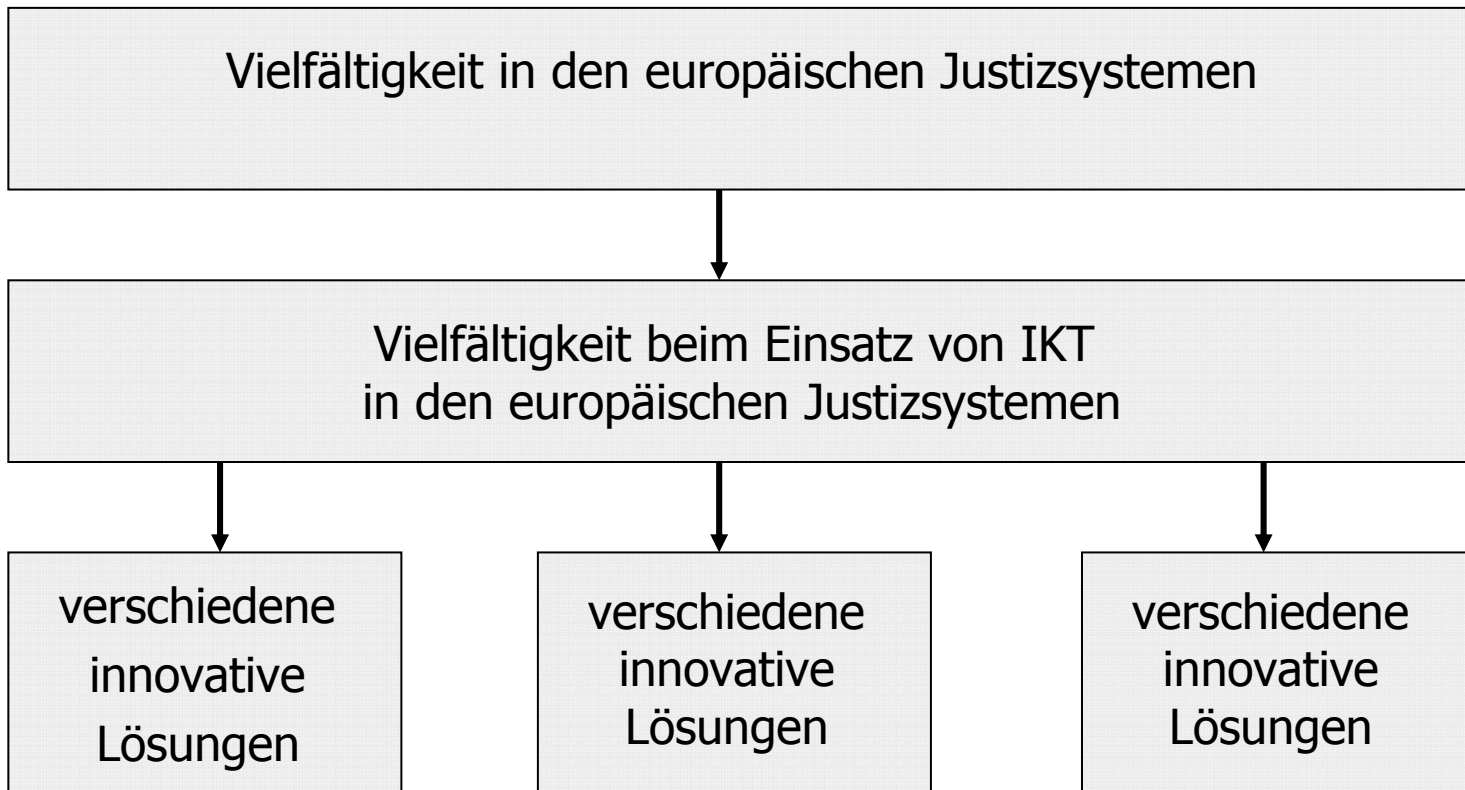 Vielfältigkeit in den europäischen Justizsystemen
Vielfältigkeit beim Einsatz von IKT
in den europäischen Justizsystemen
verschiedene
innovative
Lösungen
verschiedene
innovative
Lösungen
verschiedene
innovative
Lösungen